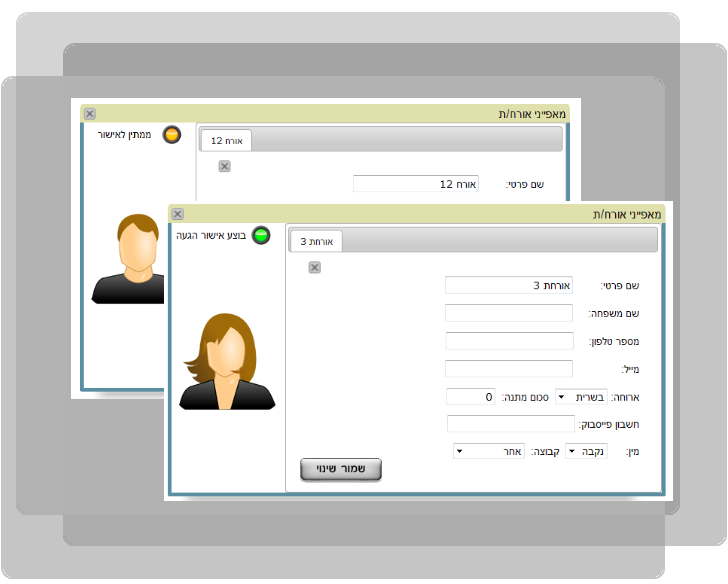 מאפייני אורח/ת
ממתין לאישור
אורח 12
שם פרטי: אורח 12
מאפייני אורח/ת
בוצע אישור הגעה
אורחת 3
שם פרטי: אורחת 3
שם משפחה:
מספר טלפון:
מייל:
ארוחה: בשרית סכום מתנה: 0
חשבון פייסבוק:
מין: נקבה קבוצה: אחר
שמור שינוי